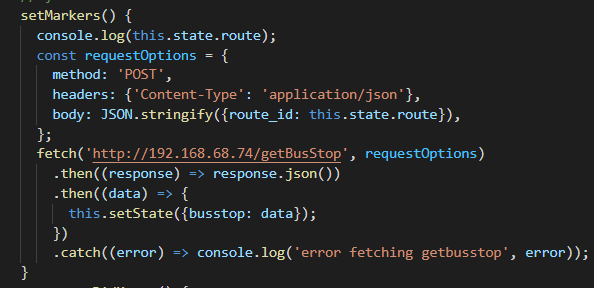 setMarkers() {
console.log(this.state.route);
const requestOptions = {
method: 'POST',
headers: {'Content-Type': 'application/json'},
body: JSON.stringify({route_id: this.state.route}),
};
fetch('http://192.168.68.74/getBusStop', requestOptions)
.then((response) => response.json())
.then((data) => {
this.setState({busstop: data});
})
.catch((error) => console.log('error fetching getbusstop', error));
}